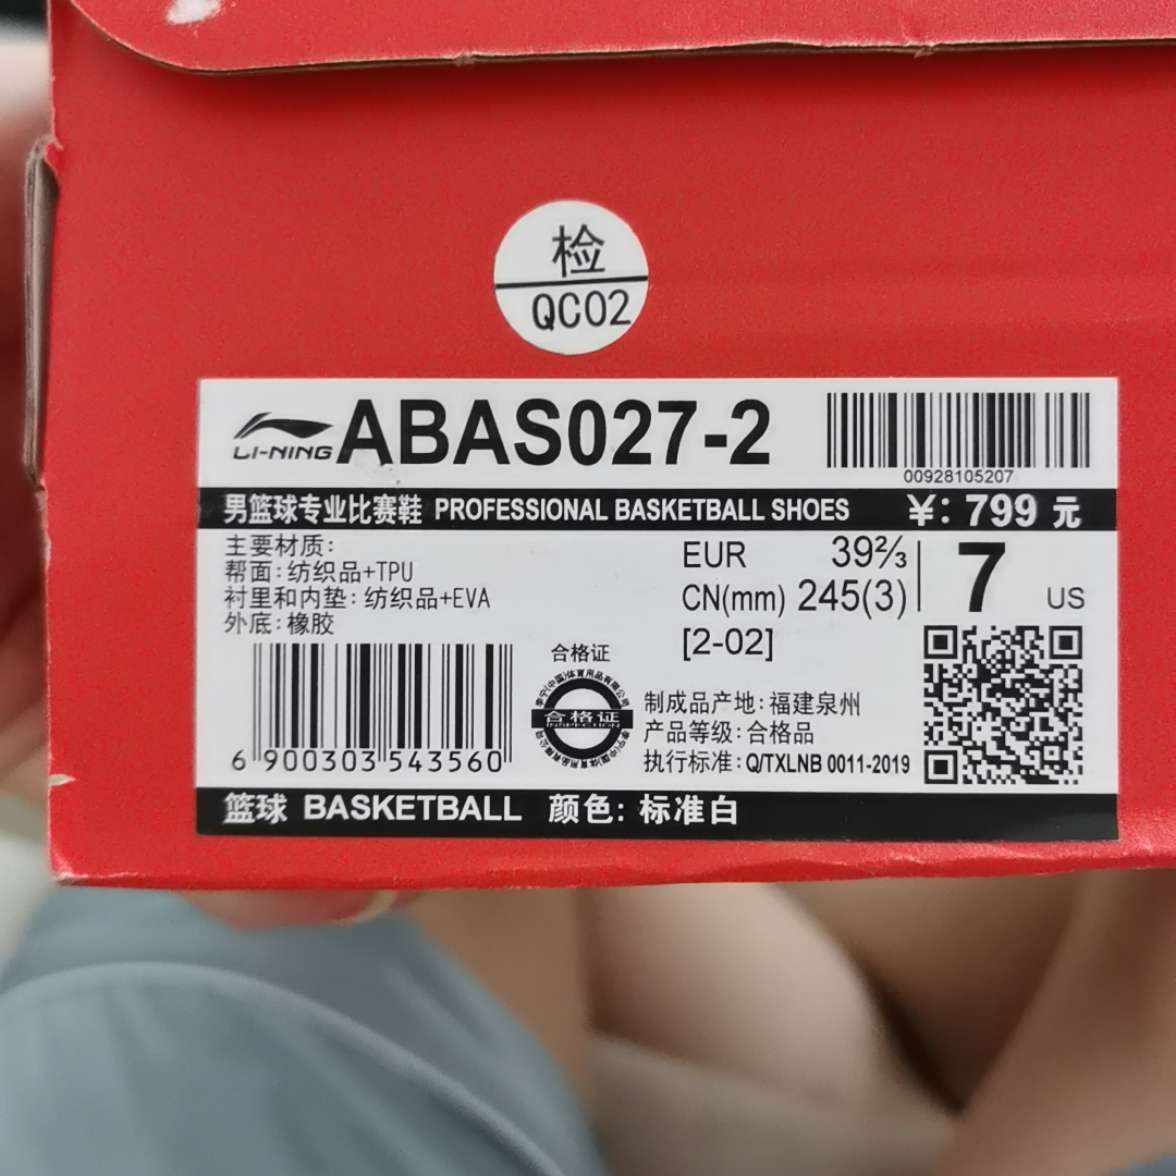 检
QC02
LI-NING ABAS027-2
00928105207
男篮球专业比赛鞋 PROFESSIONAL BASKETBALL SHOES ¥: 799 元
主要材质:
帮面:纺织品+TPU
衬里和内垫:纺织品+EVA
外底:橡胶
EUR 39⅔
CN(mm) 245(3)
[2-02]
7 US
6 900303 543560
合格证
合格证
INSPECTION
制成品产地:福建泉州
产品等级:合格品
执行标准:Q/TXLNB 0011-2019
篮球 BASKETBALL 颜色: 标准白